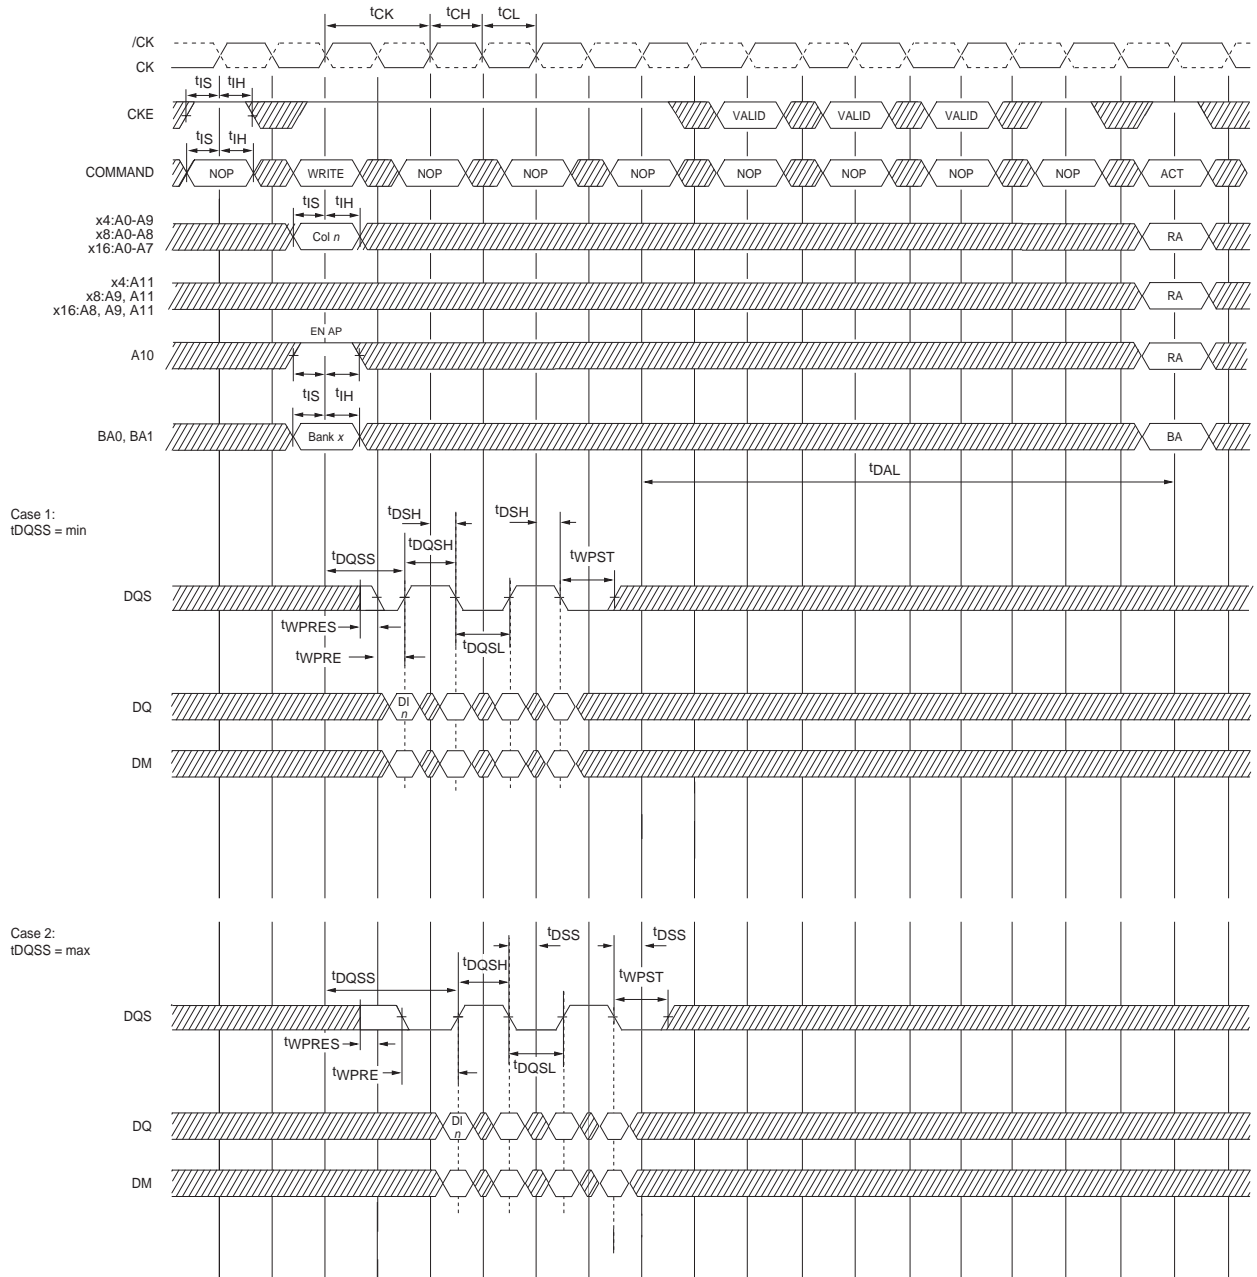 tCK tCH tCL
/CK
CK
tIS tIH
CKE VALID VALID VALID
tIS tIH
COMMAND NOP WRITE NOP NOP NOP NOP NOP NOP NOP ACT
tIS tIH
x4:A0-A9
x8:A0-A8
x16:A0-A7
Col n RA
x4:A11
x8:A9, A11
x16:A8, A9, A11
RA
EN AP
A10 RA
tIS tIH
BA0, BA1 Bank x BA
tDAL
Case 1:
tDQSS = min
tDSH tDSH
tDQSS tDQSH tWPST
DQS
tWPRES tDQSL
tWPRE
DQ DI
n
DM
Case 2:
tDQSS = max
tDSS tDSS
tDQSS tDQSH tWPST
DQS
tWPRES tDQSL
tWPRE
DQ DI
n
DM